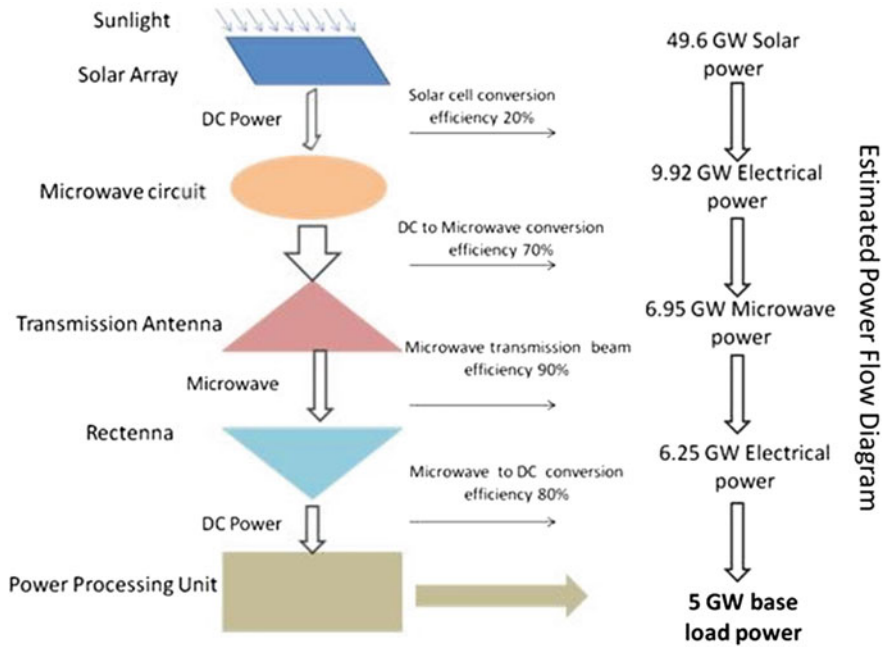 Sunlight
Solar Array
DC Power
Solar cell conversion
efficiency 20%
Microwave circuit
DC to Microwave conversion
efficiency 70%
Transmission Antenna
Microwave transmission beam
efficiency 90%
Microwave
Rectenna
Microwave to DC conversion
efficiency 80%
DC Power
Power Processing Unit
49.6 GW Solar
power
9.92 GW Electrical
power
6.95 GW Microwave
power
6.25 GW Electrical
power
5 GW base
load power
Estimated Power Flow Diagram